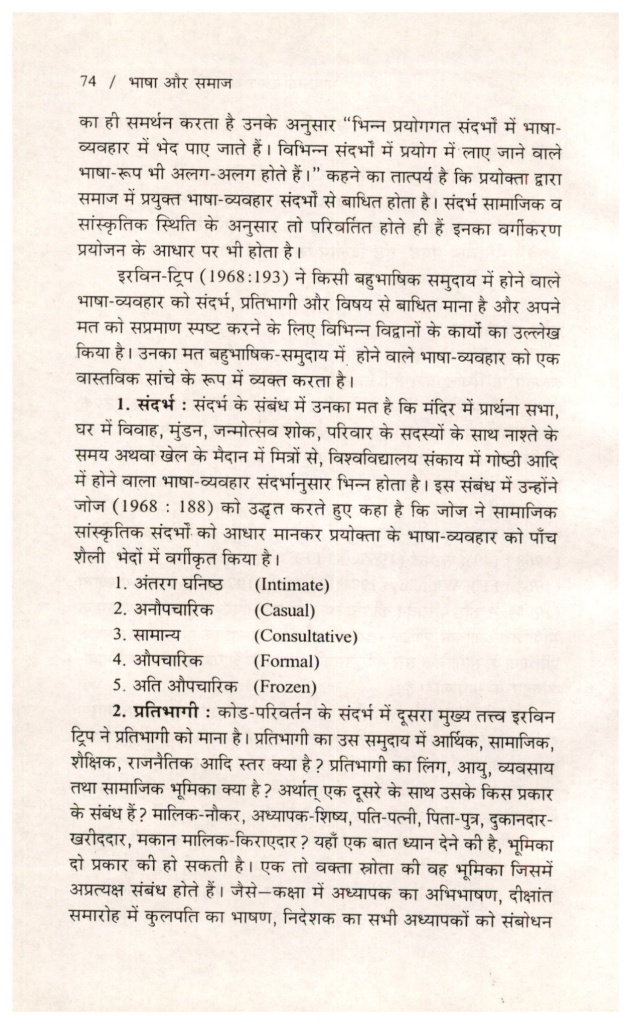 74 / भाषा और समाज
का ही समर्थन करता है उनके अनुसार “भिन्न प्रयोगगत संदर्भों में भाषा-
व्यवहार में भेद पाए जाते हैं। विभिन्न संदर्भों में प्रयोग में लाए जाने वाले
भाषा-रूप भी अलग-अलग होते हैं।” कहने का तात्पर्य है कि प्रयोक्ता द्वारा
समाज में प्रयुक्त भाषा-व्यवहार संदर्भों से बाधित होता है। संदर्भ सामाजिक व
सांस्कृतिक स्थिति के अनुसार तो परिवर्तित होते ही हैं इनका वर्गीकरण
प्रयोजन के आधार पर भी होता है।
इरविन-ट्रिप (1968:193) ने किसी बहुभाषिक समुदाय में होने वाले
भाषा-व्यवहार को संदर्भ, प्रतिभागी और विषय से बाधित माना है और अपने
मत को सप्रमाण स्पष्ट करने के लिए विभिन्न विद्वानों के कार्यो का उल्लेख
किया है। उनका मत बहुभाषिक-समुदाय में, होने वाले भाषा-व्यवहार को एक
वास्तविक सांचे के रूप में व्यक्त करता है।
1. संदर्भ : संदर्भ के संबंध में उनका मत है कि मंदिर में प्रार्थना सभा,
घर में विवाह, मुंडन, जन्मोत्सव शोक, परिवार के सदस्यों के साथ नाश्ते के
समय अथवा खेल के मैदान में मित्रों से, विश्वविद्यालय संकाय में गोष्ठी आदि
में होने वाला भाषा-व्यवहार संदर्भानुसार भिन्न होता है। इस संबंध में उन्होंने
जोज (1968 : 188) को उद्धृत करते हुए कहा है कि जोज ने सामाजिक
सांस्कृतिक संदर्भों को आधार मानकर प्रयोक्ता के भाषा-व्यवहार को पाँच
शैली भेदों में वर्गीकृत किया है।
1. अंतरग घनिष्ठ (Intimate)
2. अनौपचारिक (Casual)
3. सामान्य (Consultative)
4. औपचारिक (Formal)
5. अति औपचारिक (Frozen)
2. प्रतिभागी : कोड-परिवर्तन के संदर्भ में दूसरा मुख्य तत्त्व इरविन
ट्रिप ने प्रतिभागी को माना है। प्रतिभागी का उस समुदाय में आर्थिक, सामाजिक,
शैक्षिक, राजनैतिक आदि स्तर क्या है? प्रतिभागी का लिंग, आयु, व्यवसाय
तथा सामाजिक भूमिका क्या है? अर्थात् एक दूसरे के साथ उसके किस प्रकार
के संबंध हैं? मालिक-नौकर, अध्यापक-शिष्य, पति-पत्नी, पिता-पुत्र, दुकानदार-
खरीददार, मकान मालिक-किराएदार? यहाँ एक बात ध्यान देने की है, भूमिका
दो प्रकार की हो सकती है। एक तो वक्ता स्रोता की वह भूमिका जिसमें
अप्रत्यक्ष संबंध होते हैं। जैसे—कक्षा में अध्यापक का अभिभाषण, दीक्षांत
समारोह में कुलपति का भाषण, निदेशक का सभी अध्यापकों को संबोधन